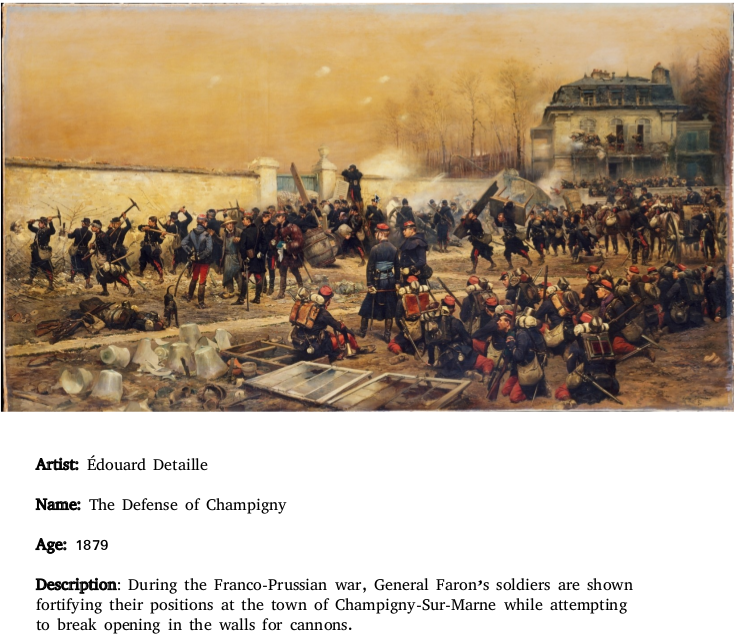 Artist: Édouard Detaille
Name: The Defense of Champigny
Age: 1879
Description: During the Franco-Prussian war, General Faron's soldiers are shown
fortifying their positions at the town of Champigny-Sur-Marne while attempting
to break opening in the walls for cannons.